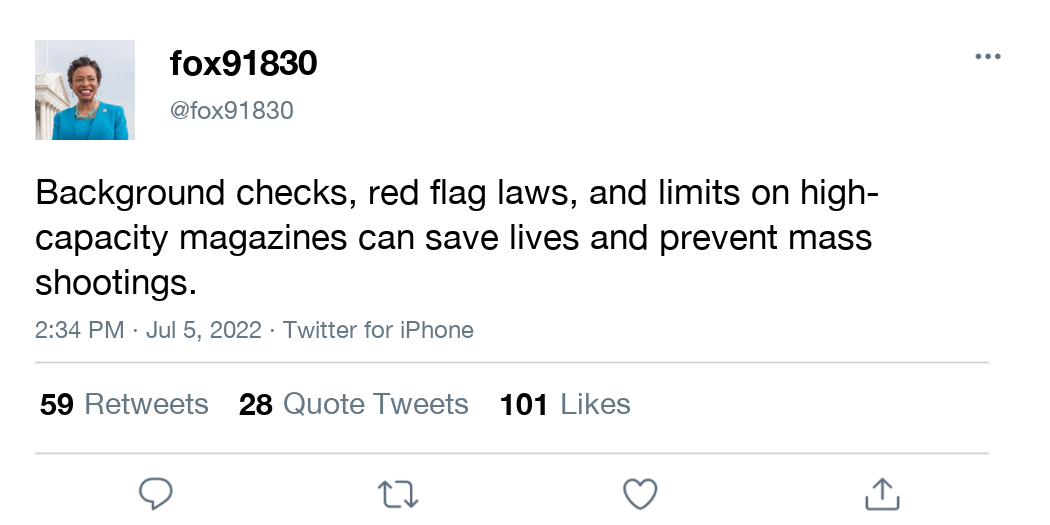 fox91830
@fox91830
Background checks, red flag laws, and limits on high-
capacity magazines can save lives and prevent mass
shootings.
2:34 PM · Jul 5, 2022 · Twitter for iPhone
59 Retweets 28 Quote Tweets 101 Likes